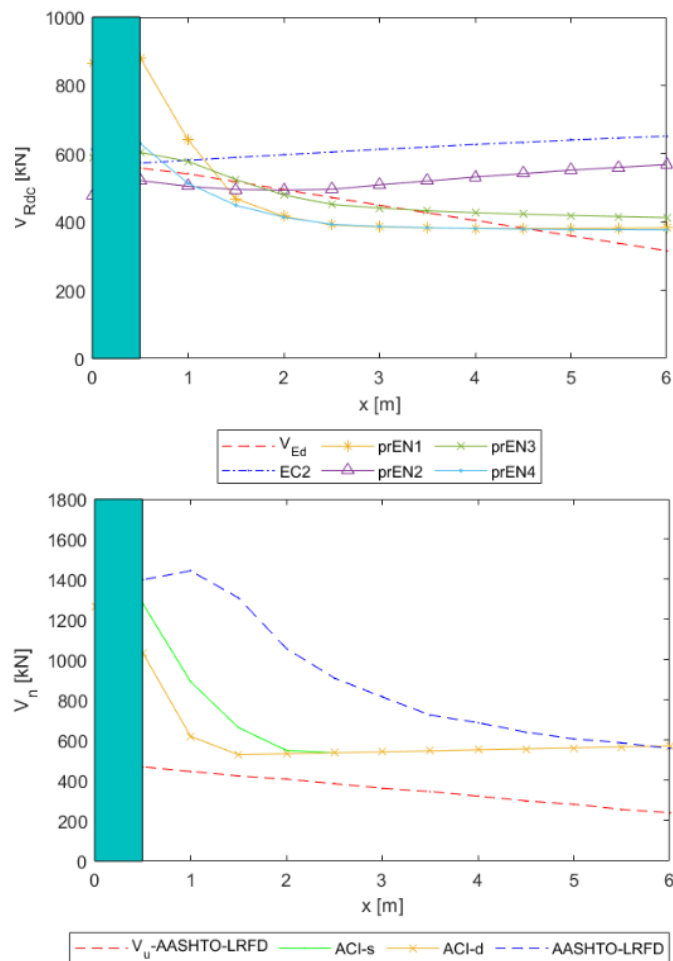 1000
800
600
400
200
0
V_Rdc [kN]
0 1 2 3 4 5 6
x [m]
V_Ed prEN1 prEN3
EC2 prEN2 prEN4
1800
1600
1400
1200
1000
800
600
400
200
0
V_n [kN]
0 1 2 3 4 5 6
x [m]
V_u-AASHTO-LRFD ACI-s ACI-d AASHTO-LRFD